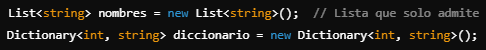 List<string> nombres = new List<string>();  // Lista que solo admite
Dictionary<int, string> diccionario = new Dictionary<int, string>();